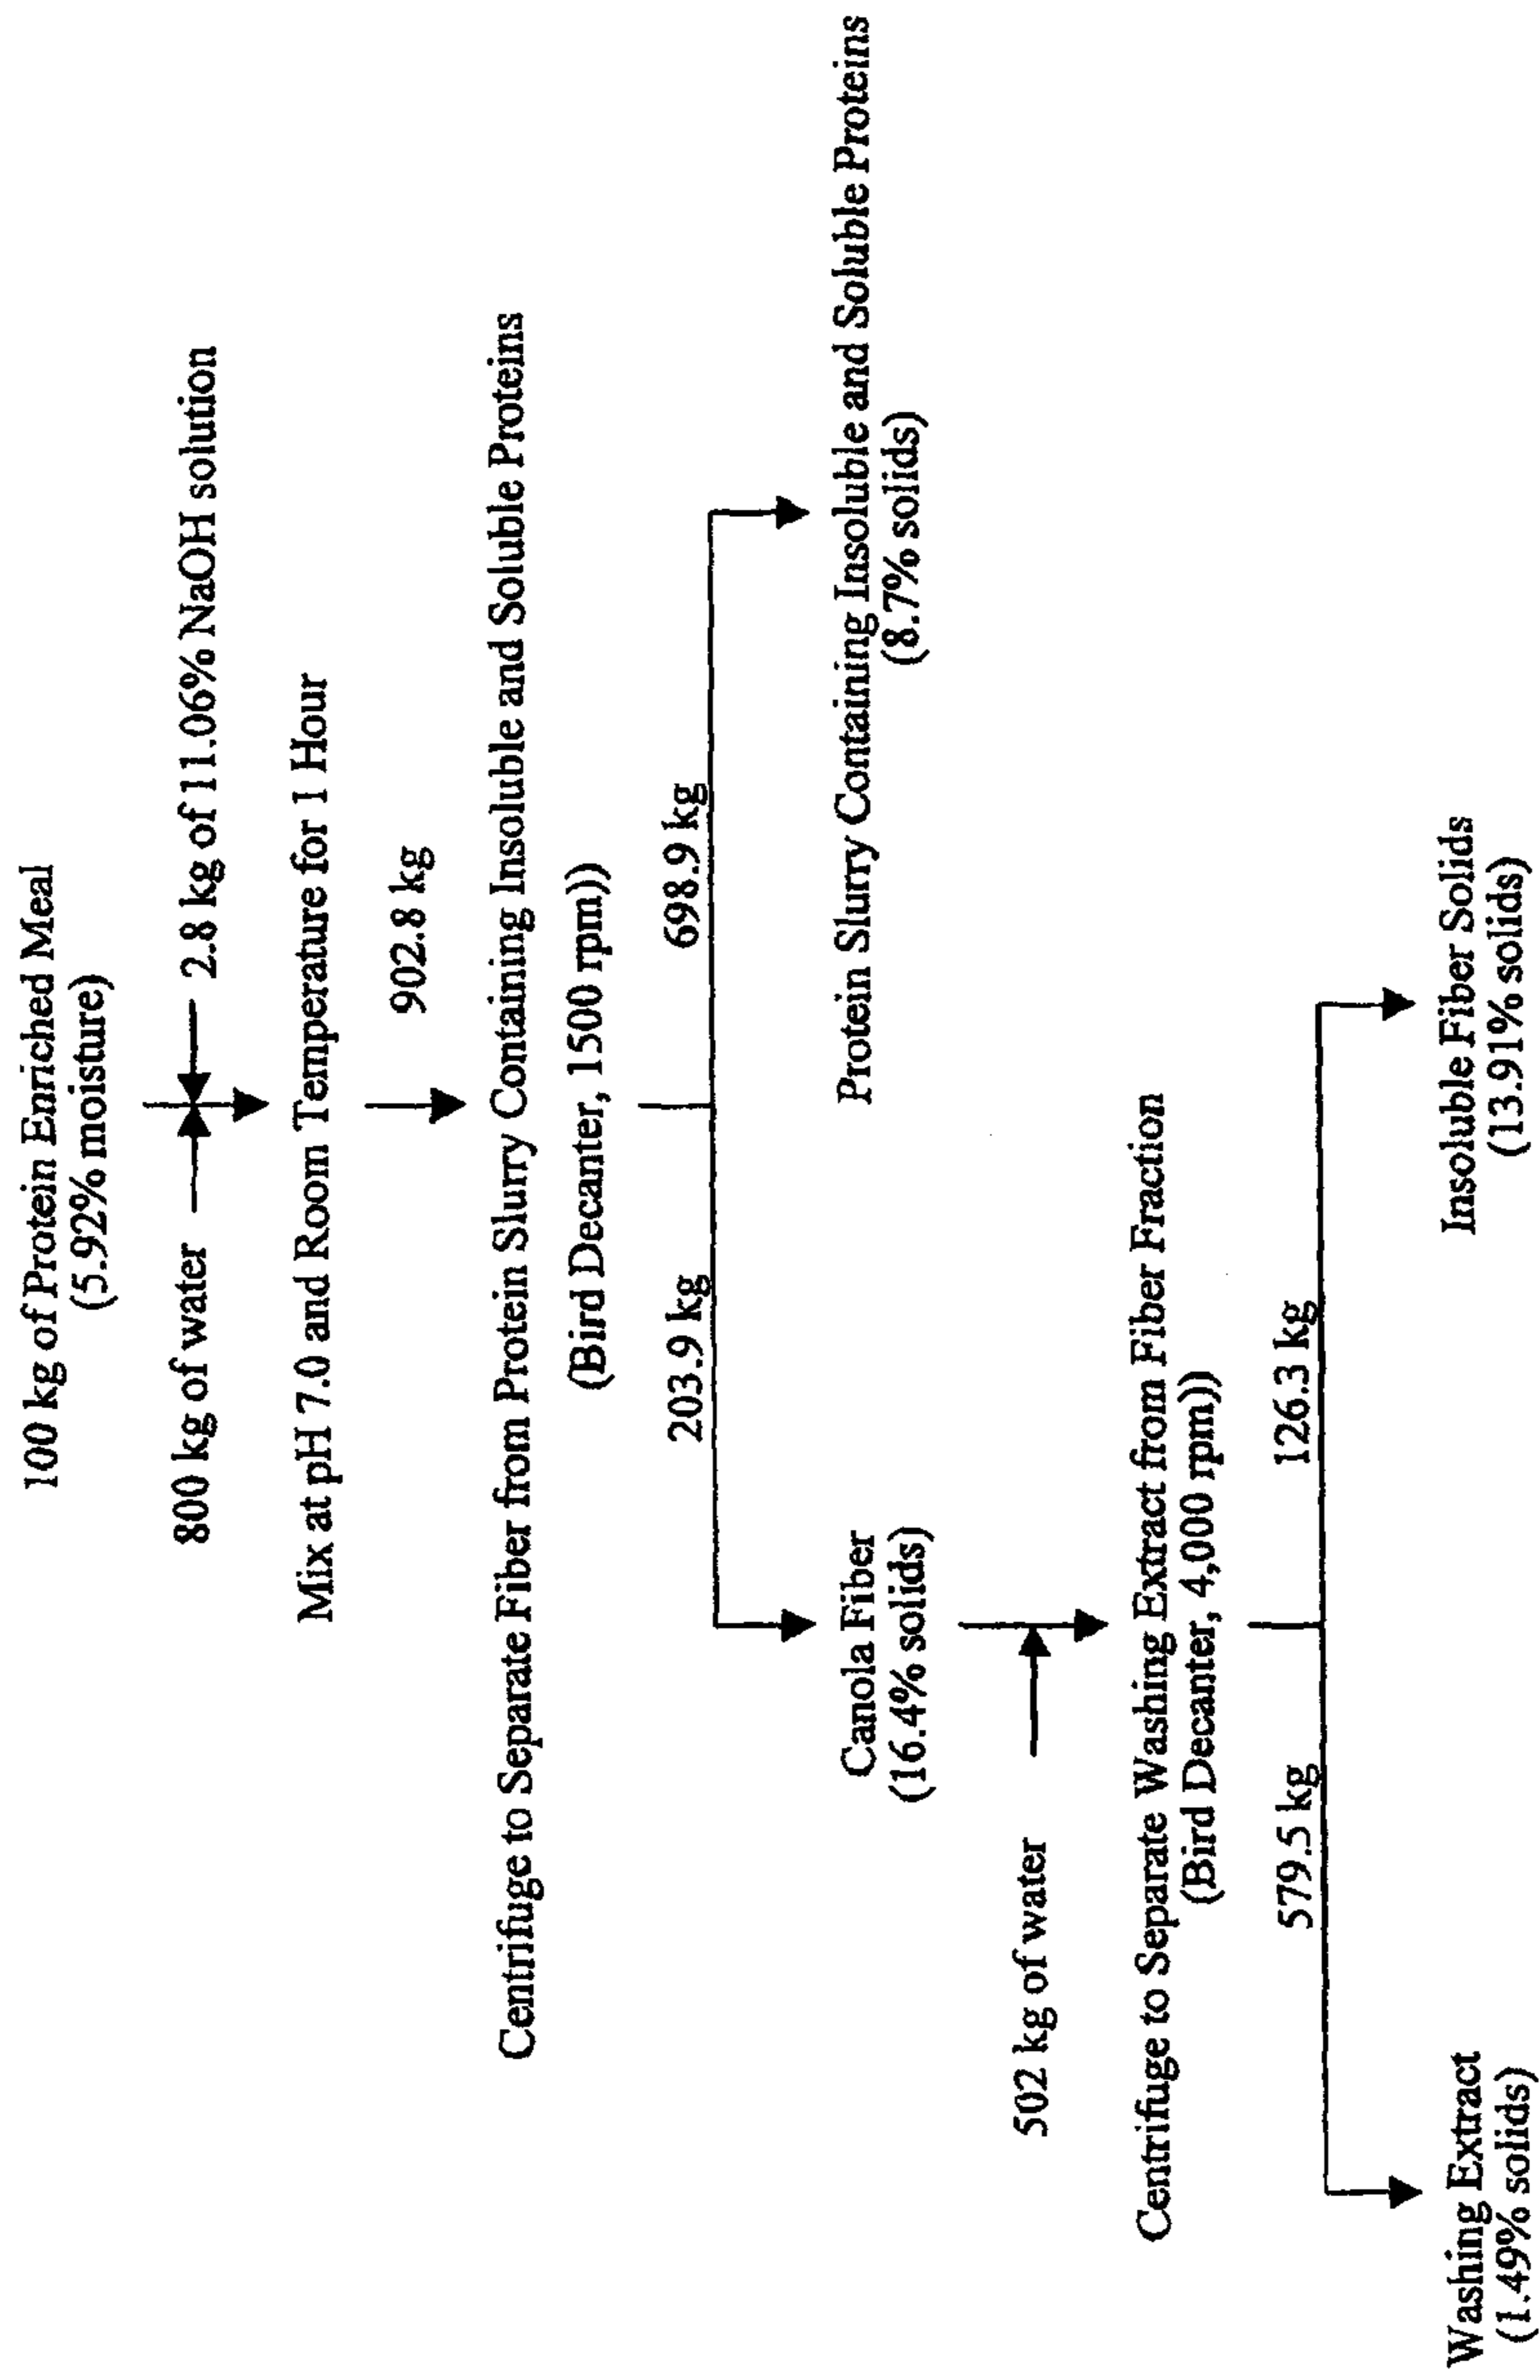 100 kg of Protein Enriched Meal
(5.92% moisture)
800 kg of water
2.8 kg of 11.06% NaOH solution
Mix at pH 7.0 and Room Temperature for 1 Hour
902.8 kg
Centrifuge to Separate Fiber from Protein Slurry Containing Insoluble and Soluble Proteins
(Bird Decanter, 1500 rpm))
203.9 kg
698.9 kg
Canola Fiber
(16.4% solids)
Protein Slurry Containing Insoluble and Soluble Proteins
(8.7% solids)
502 kg of water
Centrifuge to Separate Washing Extract from Fiber Fraction
(Bird Decanter, 4,000 rpm))
579.5 kg
126.3 kg
Washing Extract
(1.49% solids)
Insoluble Fiber Solids
(13.91% solids)